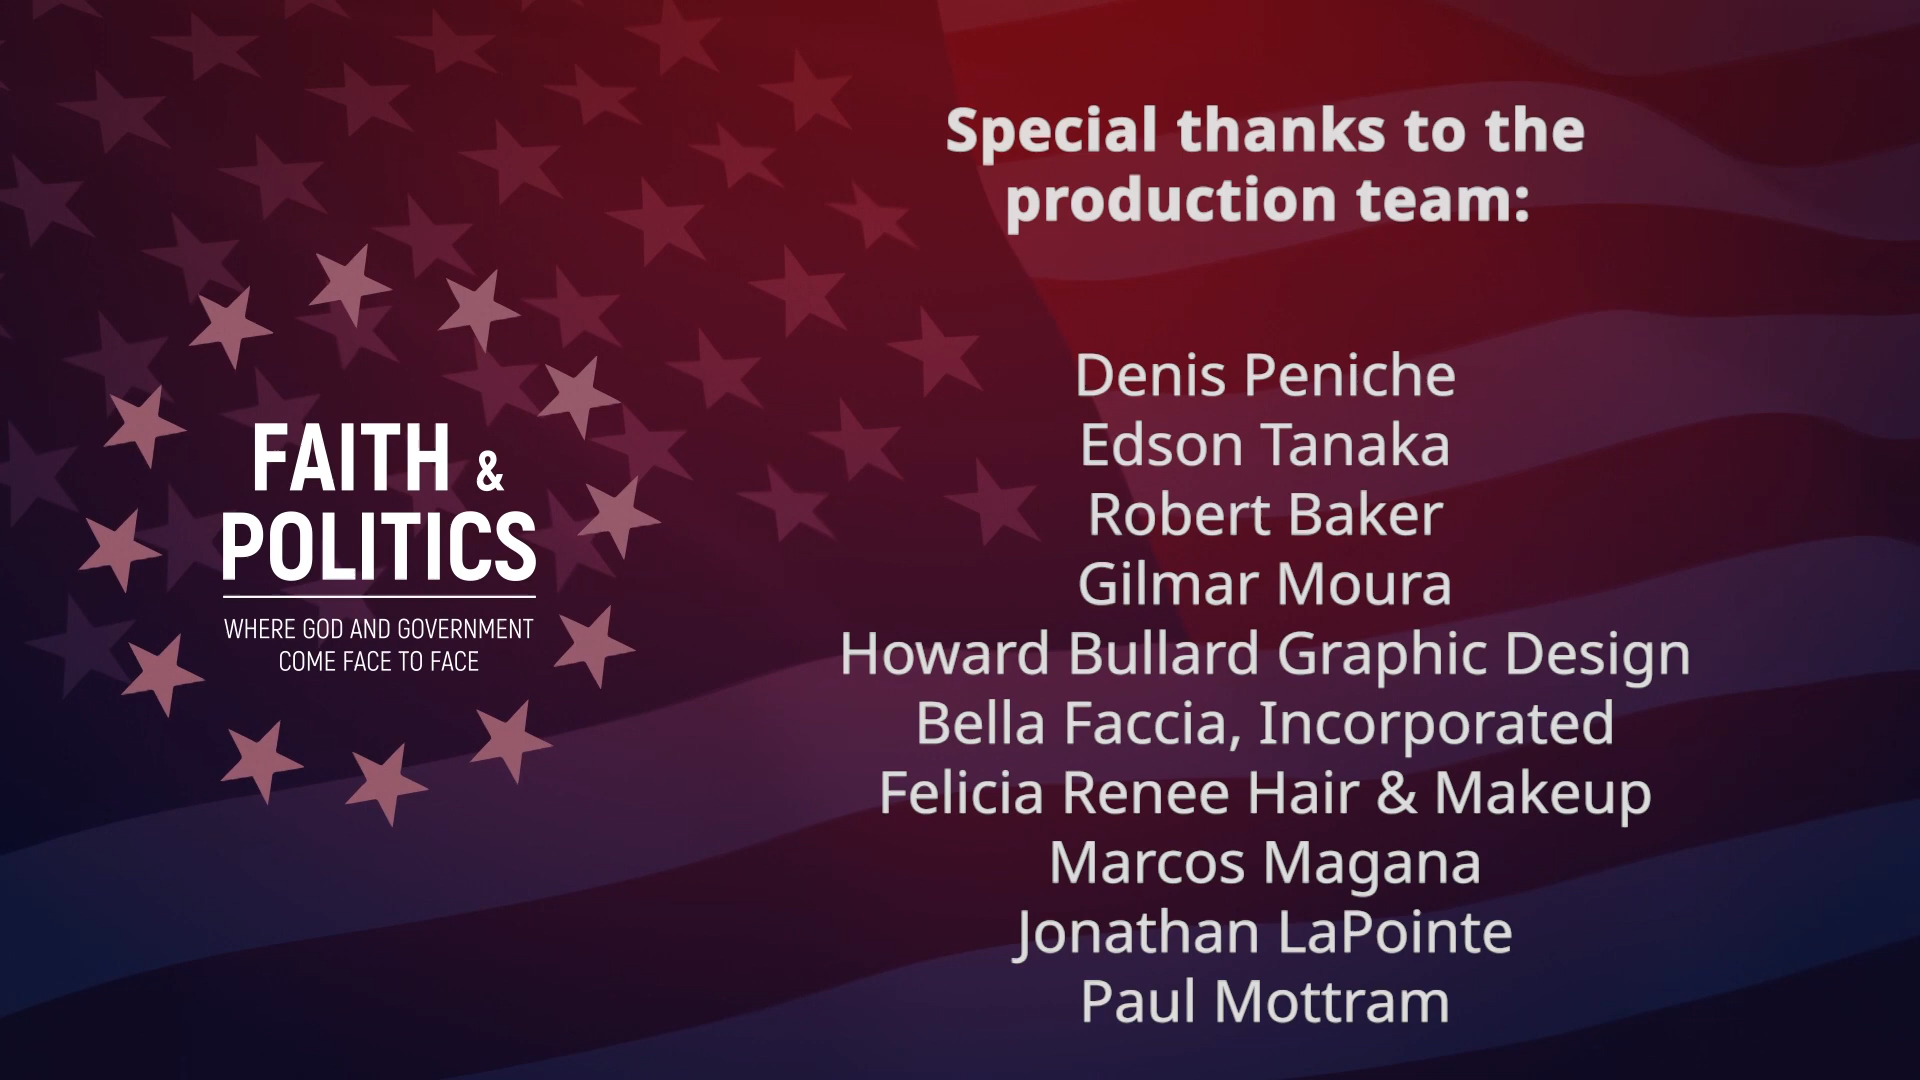 FAITH &
POLITICS
WHERE GOD AND GOVERNMENT
COME FACE TO FACE
Special thanks to the
production team:
Denis Peniche
Edson Tanaka
Robert Baker
Gilmar Moura
Howard Bullard Graphic Design
Bella Faccia, Incorporated
Felicia Renee Hair & Makeup
Marcos Magana
Jonathan LaPointe
Paul Mottram